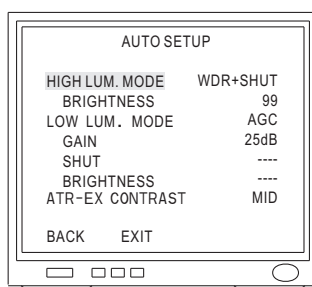 AUTO SETUP
HIGH LUM. MODE WDR+SHUT
BRIGHTNESS 99
LOW LUM. MODE AGC
GAIN 25dB
SHUT ----
BRIGHTNESS ----
ATR-EX CONTRAST MID
BACK EXIT